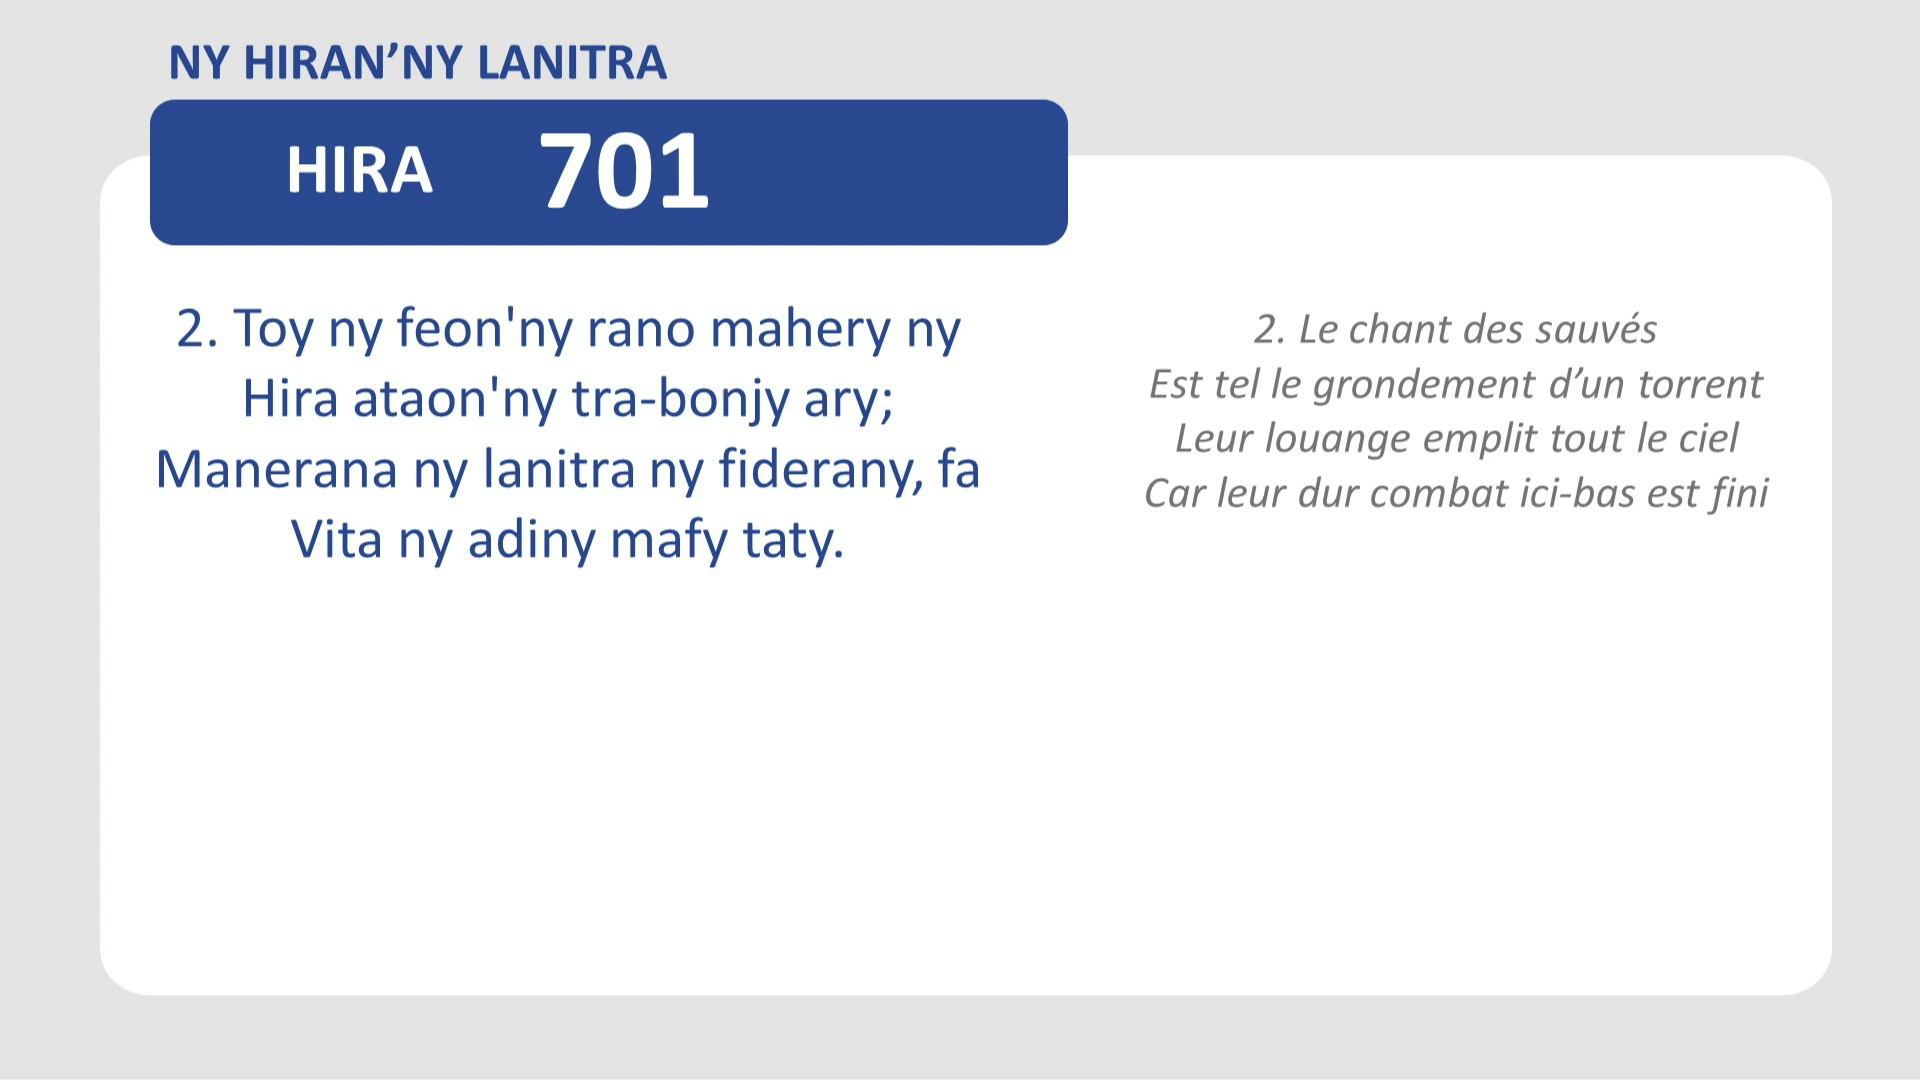 NY HIRAN’NY LANITRA
HIRA 701
2. Toy ny feon'ny rano mahery ny
Hira ataon'ny tra-bonjy ary;
Manerana ny lanitra ny fiderany, fa
Vita ny adiny mafy taty.
2. Le chant des sauvés
Est tel le grondement d’un torrent
Leur louange emplit tout le ciel
Car leur dur combat ici-bas est fini